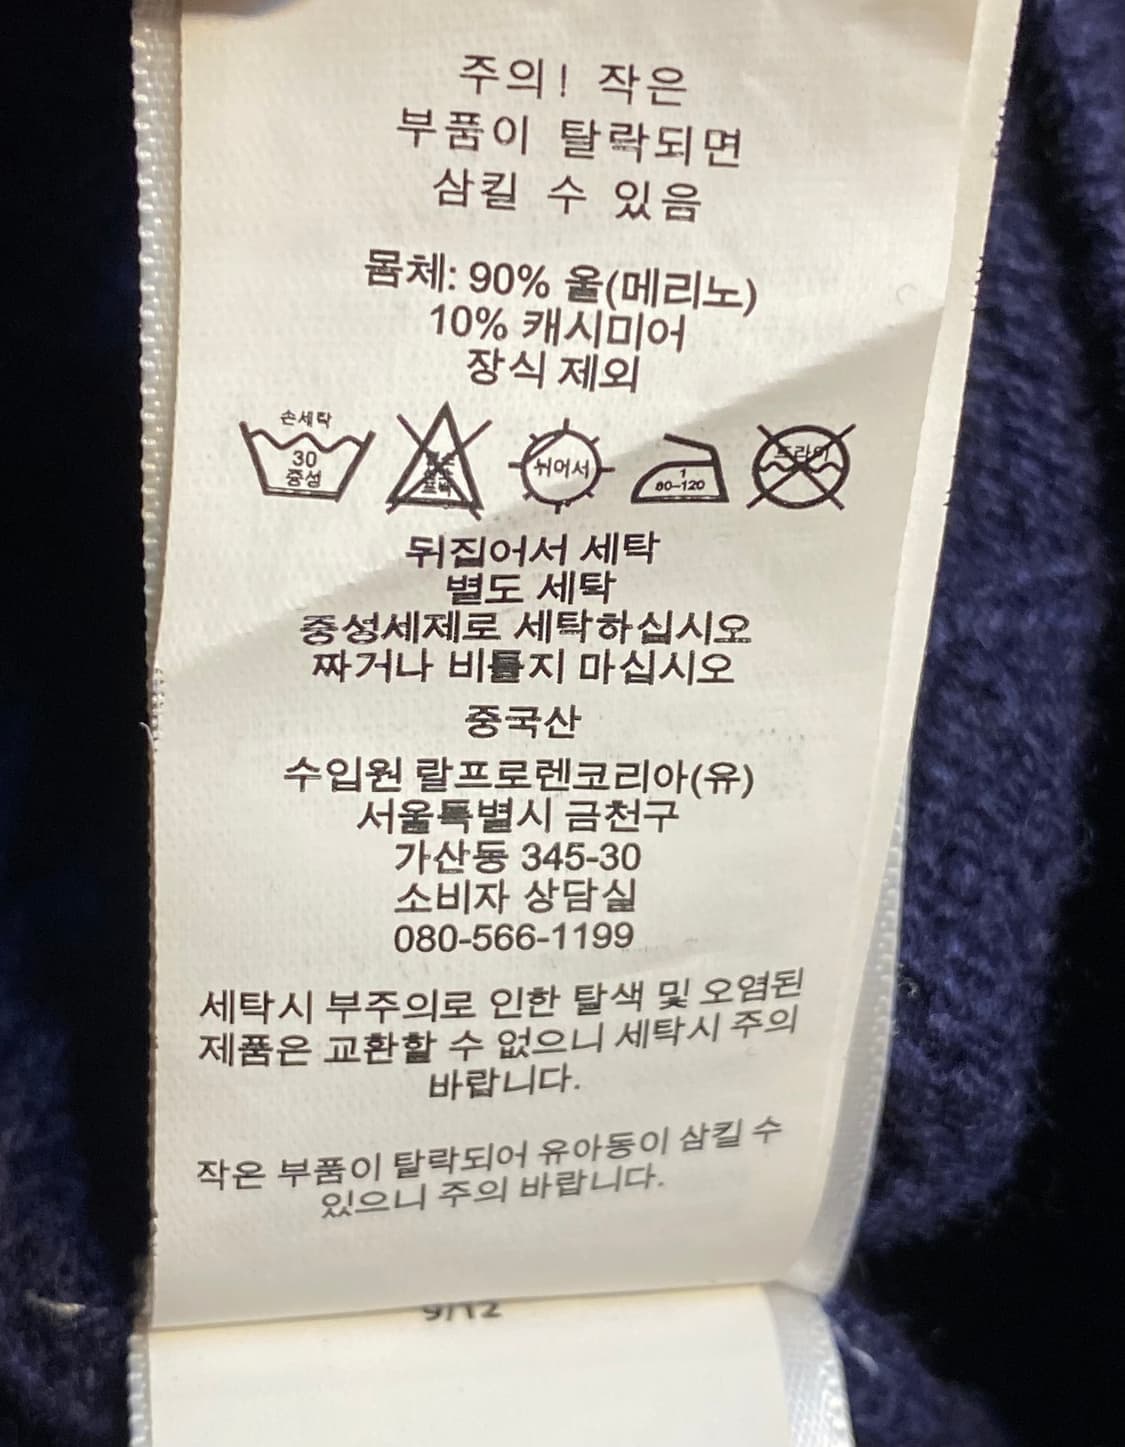 주의! 작은
부품이 탈락되면
삼킬 수 있음
몸체: 90% 울(메리노)
10% 캐시미어
장식 제외
손세탁
30
중성
뉘어서
1
80-120
드라이
뒤집어서 세탁
별도 세탁
중성세제로 세탁하십시오
짜거나 비틀지 마십시오
중국산
수입원 랄프로렌코리아(유)
서울특별시 금천구
가산동 345-30
소비자 상담실
080-566-1199
세탁시 부주의로 인한 탈색 및 오염된
제품은 교환할 수 없으니 세탁시 주의
바랍니다.
작은 부품이 탈락되어 유아동이 삼킬 수
있으니 주의 바랍니다.
9/12